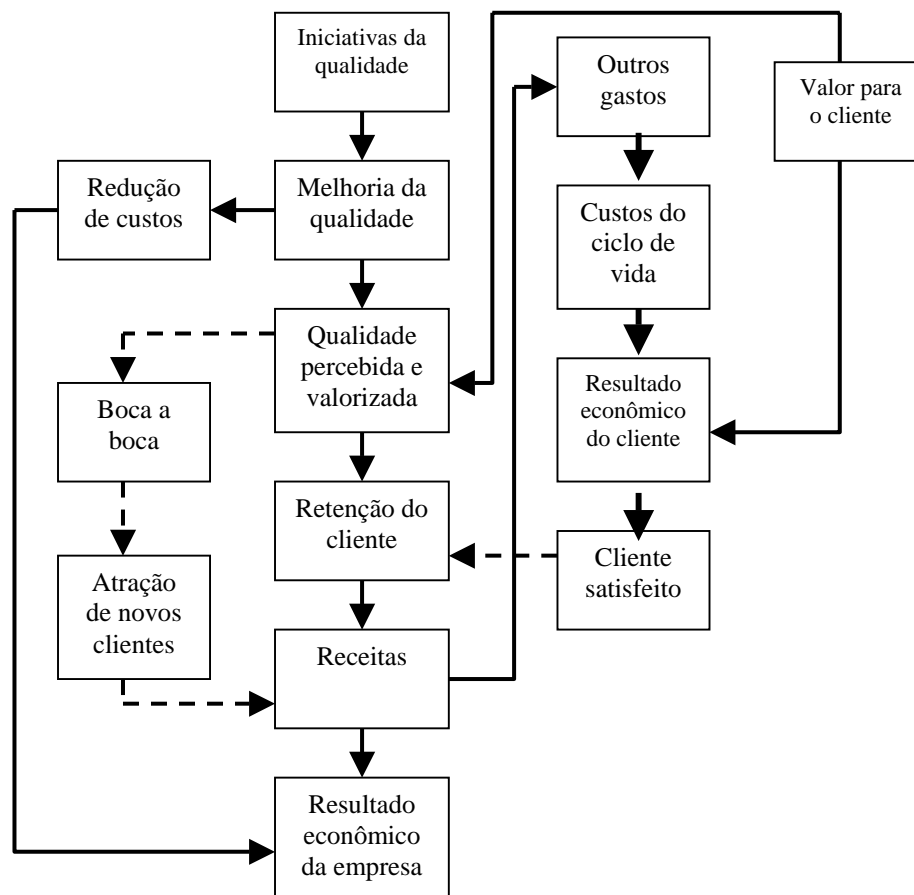 Iniciativas da
qualidade
Outros
gastos
Valor para
o cliente
Redução
de custos
Melhoria da
qualidade
Custos do
ciclo de
vida
Qualidade
percebida e
valorizada
Boca a
boca
Resultado
econômico
do cliente
Retenção do
cliente
Cliente
satisfeito
Atração
de novos
clientes
Receitas
Resultado
econômico
da empresa